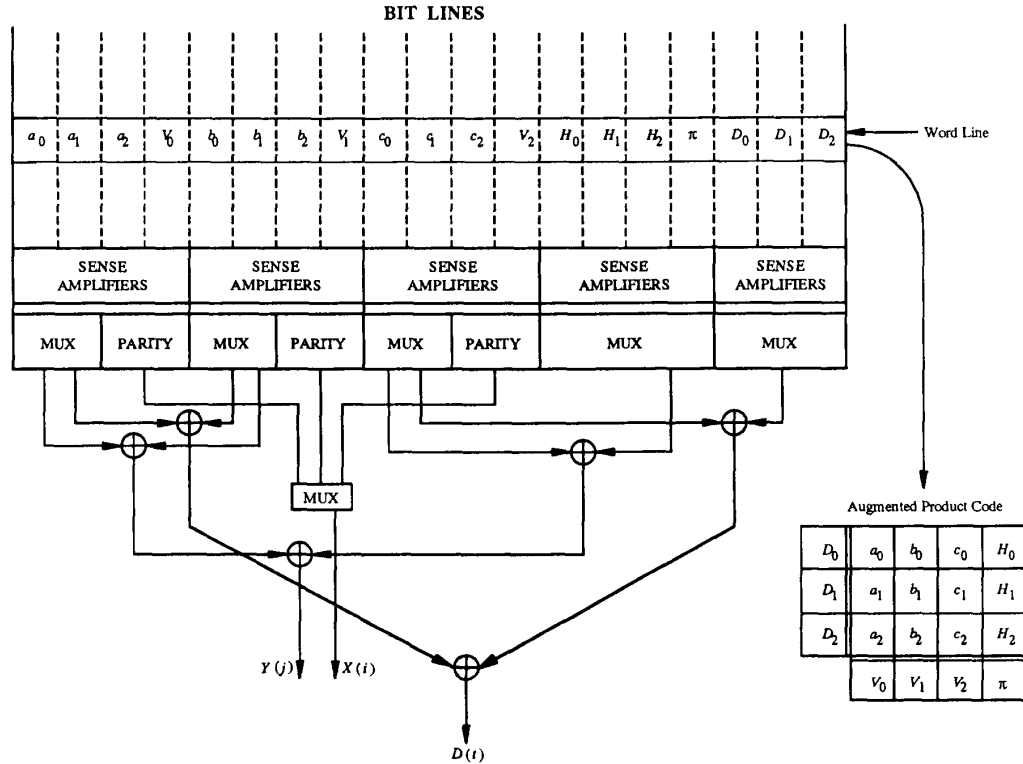 BIT LINES
a0 a1 a2 V0 b0 b1 b2 V1 c0 c1 c2 V2 H0 H1 H2 π D0 D1 D2
Word Line
SENSE AMPLIFIERS SENSE AMPLIFIERS SENSE AMPLIFIERS SENSE AMPLIFIERS SENSE AMPLIFIERS
MUX PARITY MUX PARITY MUX PARITY MUX MUX
MUX
Augmented Product Code
D0 a0 b0 c0 H0
D1 a1 b1 c1 H1
D2 a2 b2 c2 H2
V0 V1 V2 π
Y(j) X(i)
D(t)